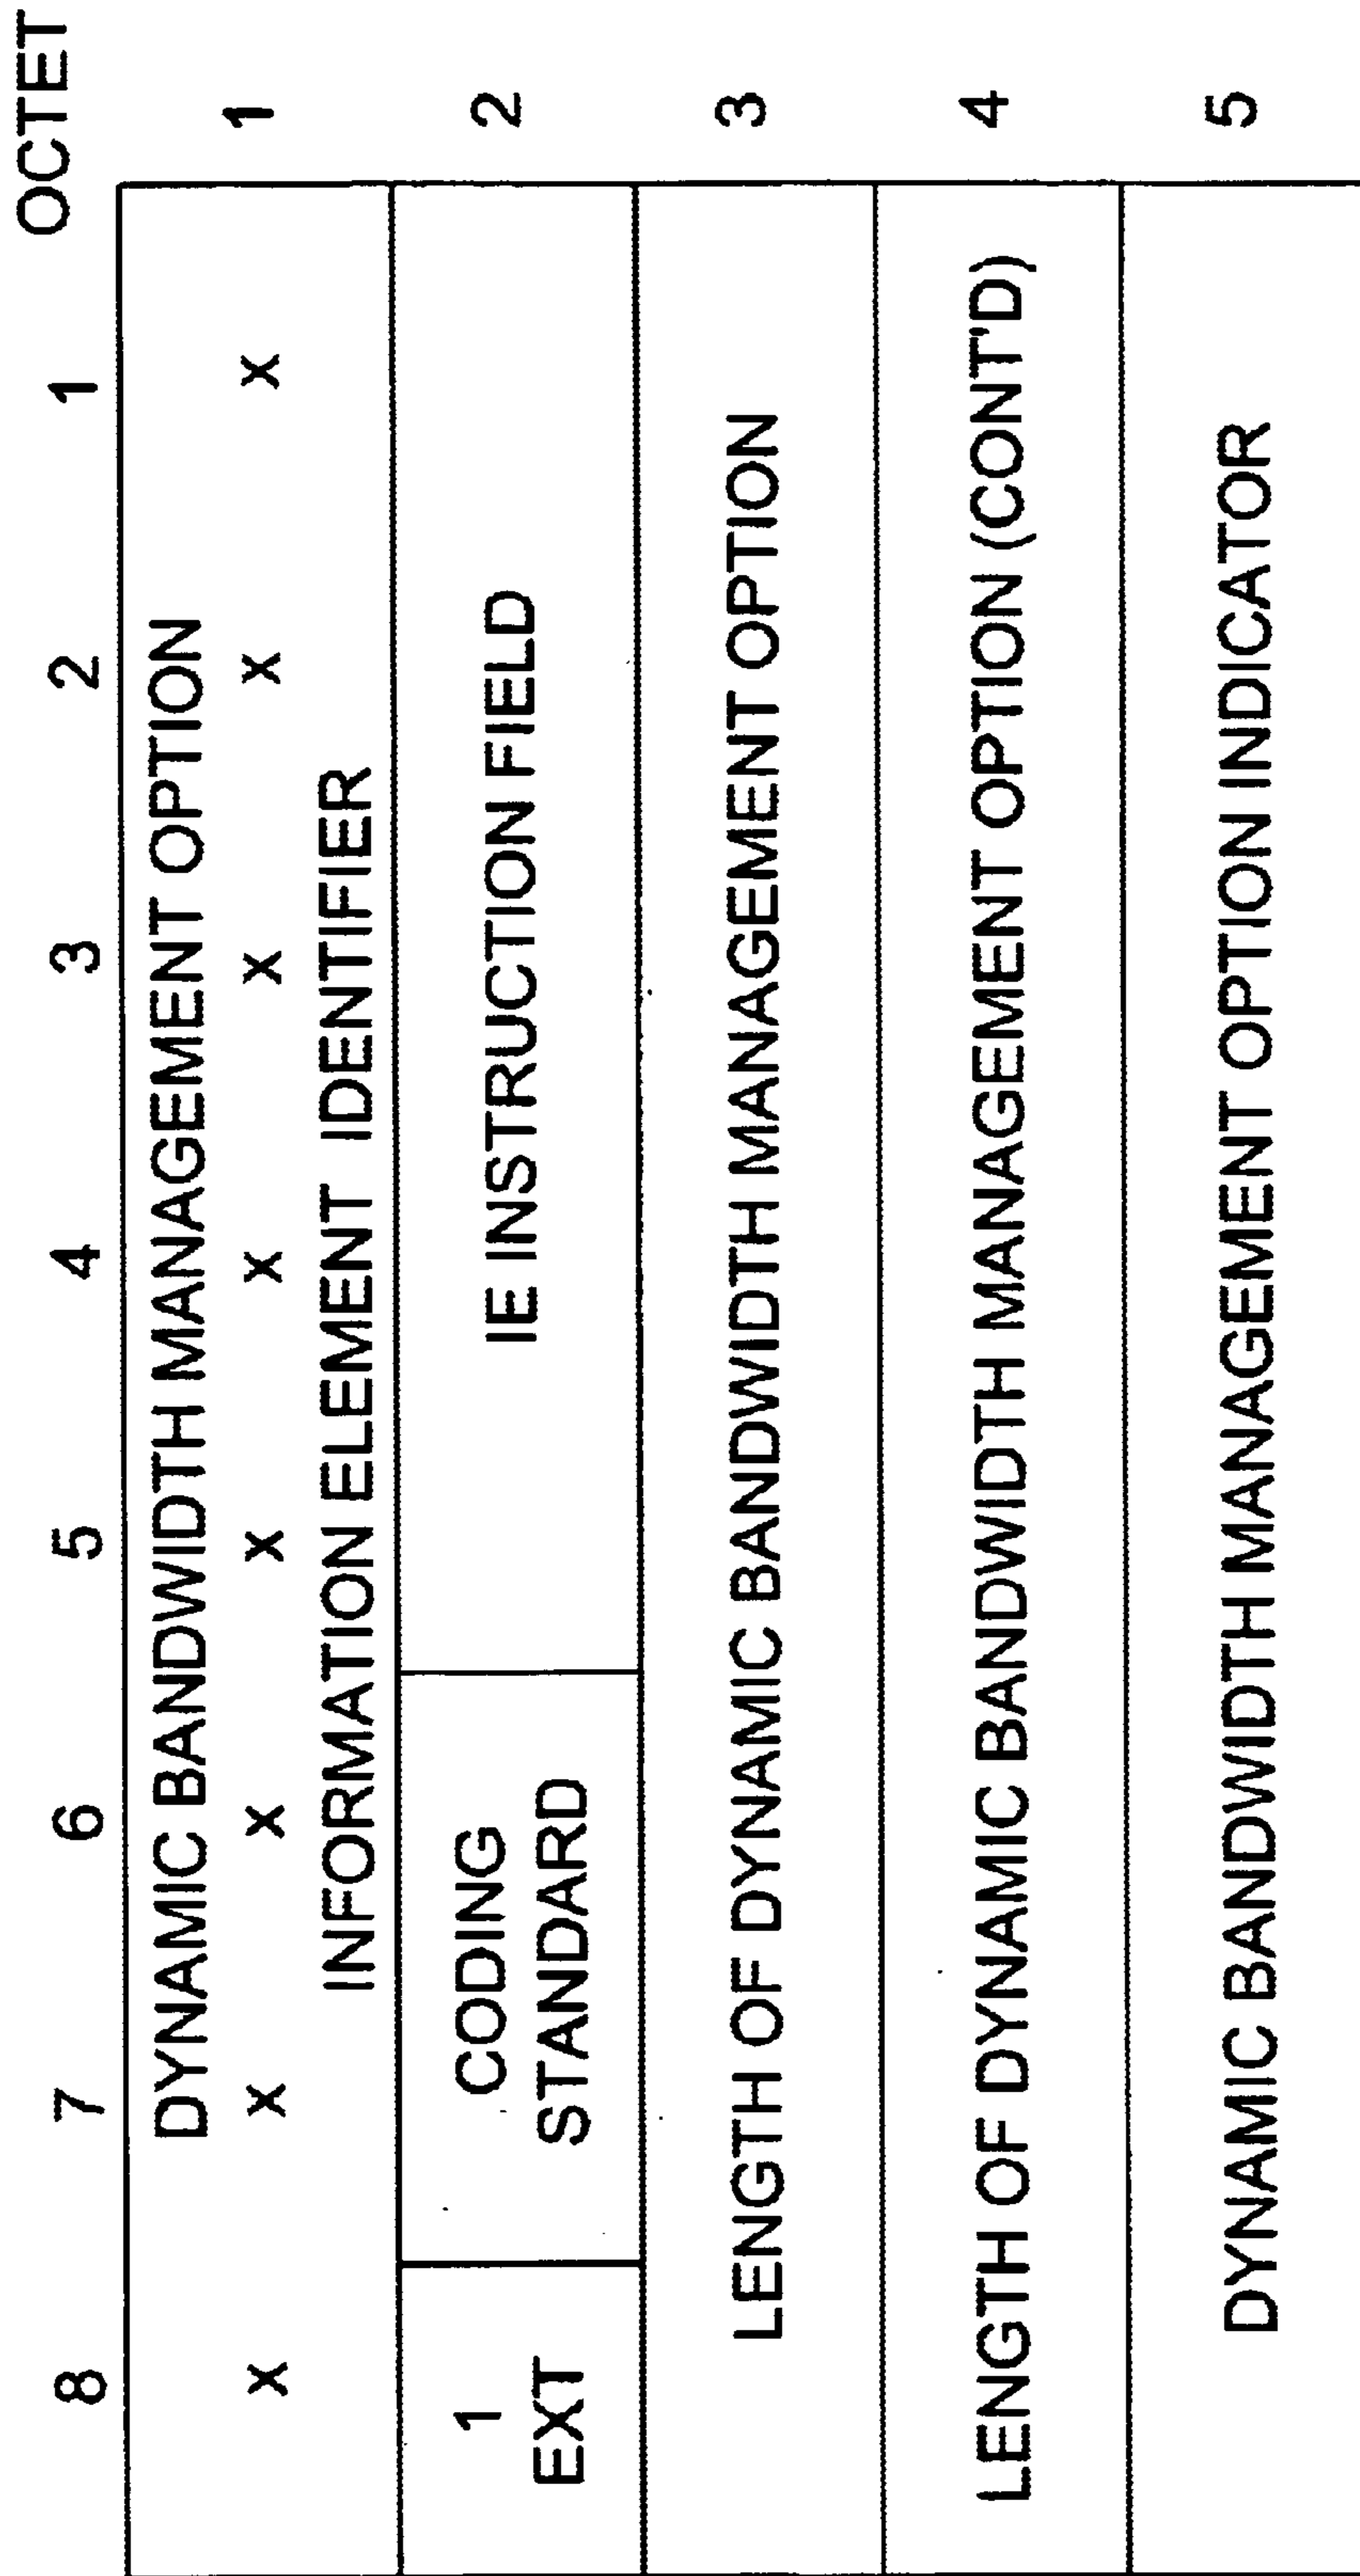 8 7 6 5 4 3 2 1 OCTET
DYNAMIC BANDWIDTH MANAGEMENT OPTION
x x x x x x x x 1
INFORMATION ELEMENT IDENTIFIER
1 CODING IE INSTRUCTION FIELD 2
EXT STANDARD
LENGTH OF DYNAMIC BANDWIDTH MANAGEMENT OPTION 3
LENGTH OF DYNAMIC BANDWIDTH MANAGEMENT OPTION (CONT'D) 4
DYNAMIC BANDWIDTH MANAGEMENT OPTION INDICATOR 5